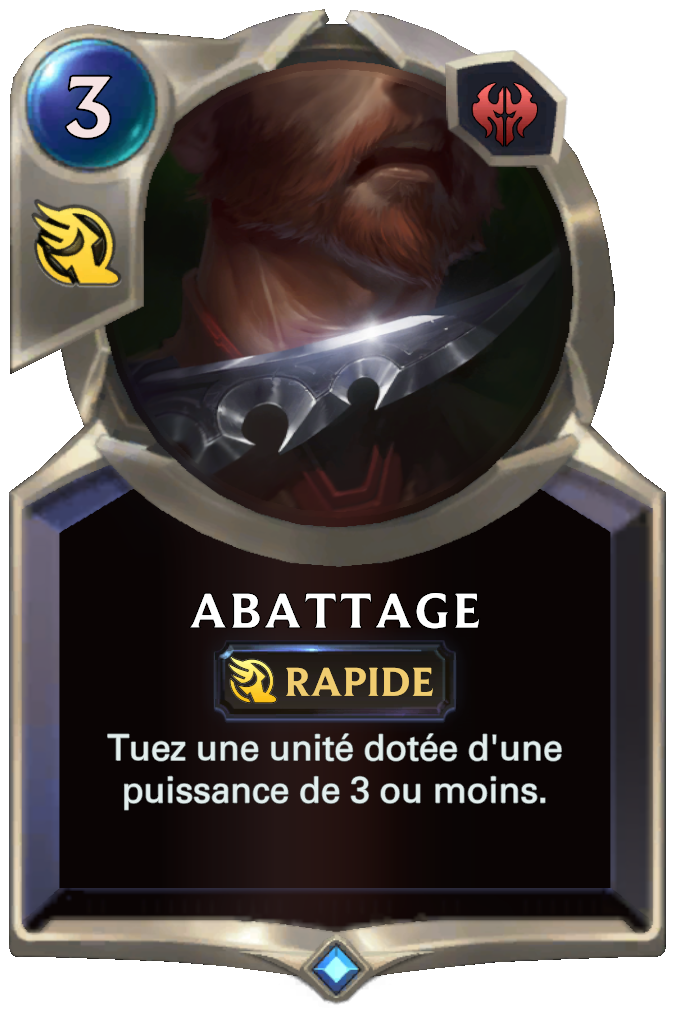 3
ABATTAGE
RAPIDE
Tuez une unité dotée d'une
puissance de 3 ou moins.